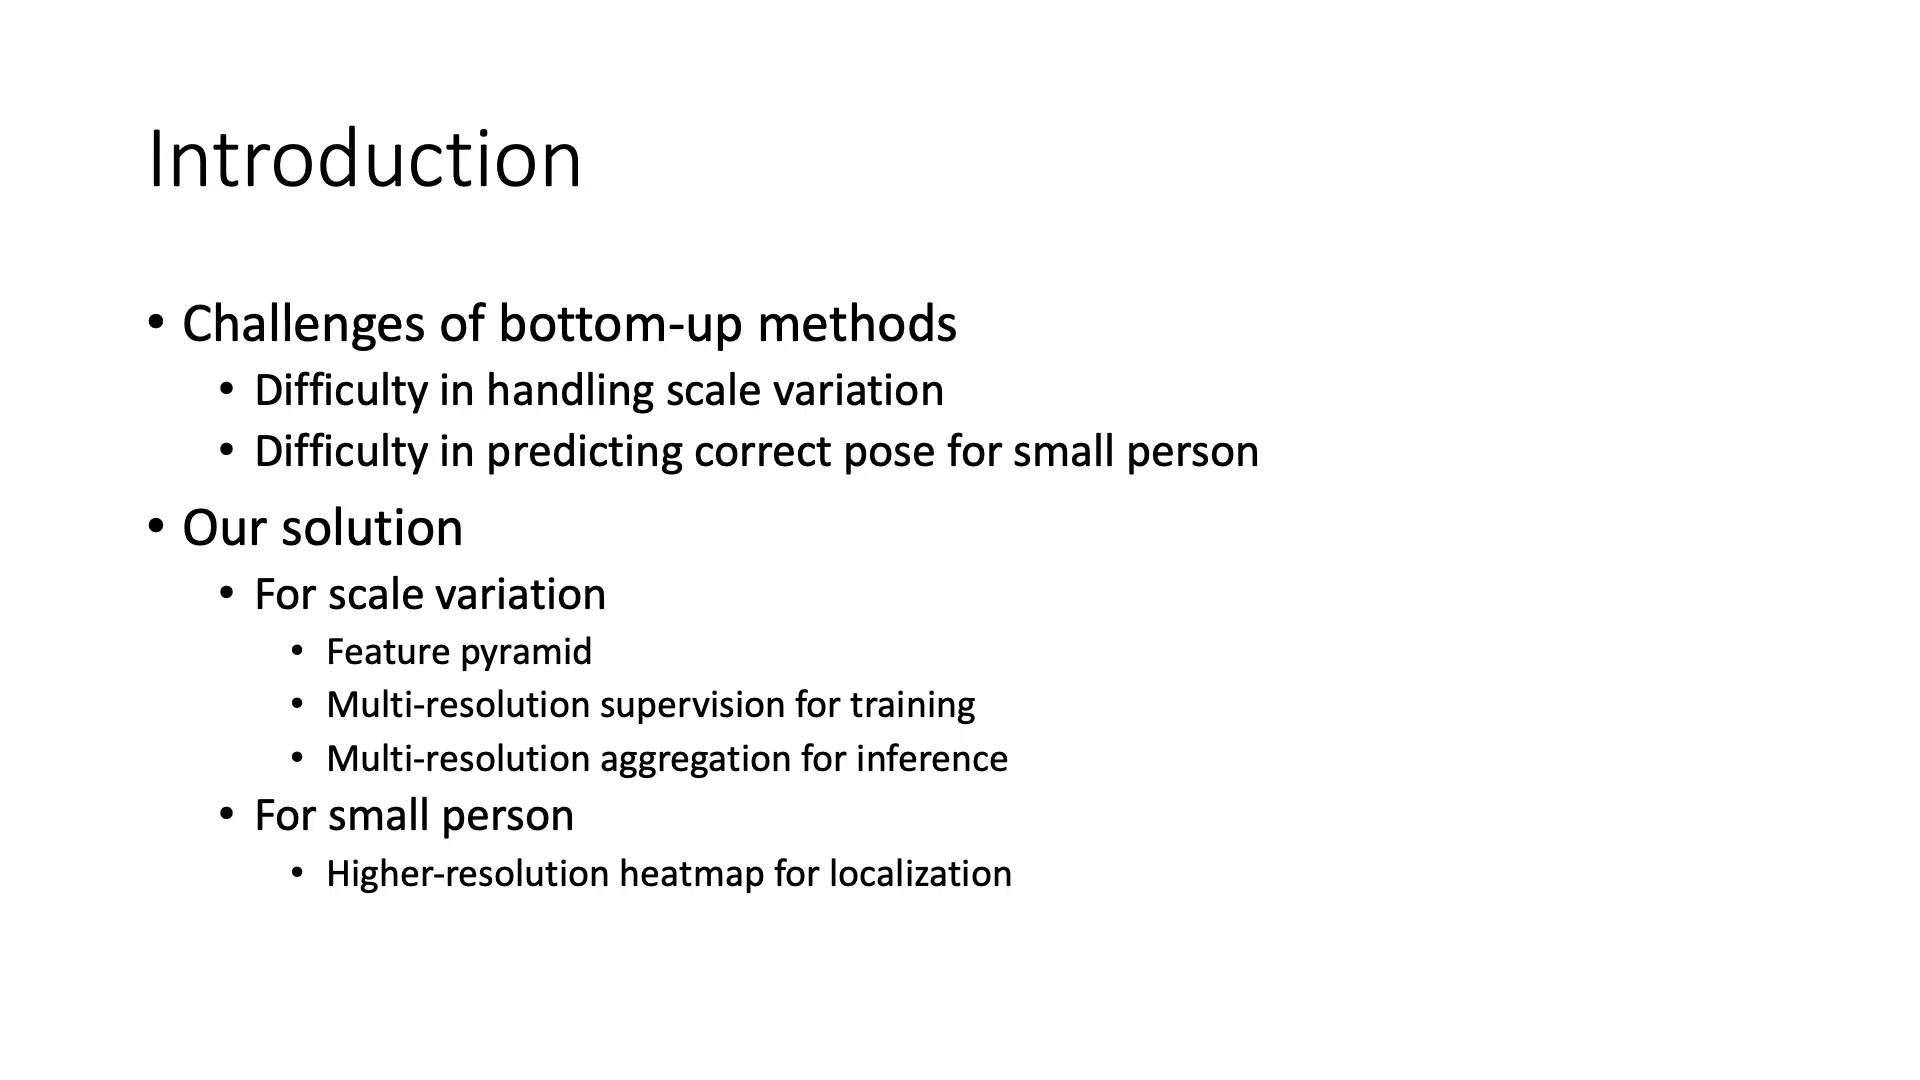 Introduction
• Challenges of bottom-up methods
• Difficulty in handling scale variation
• Difficulty in predicting correct pose for small person
• Our solution
• For scale variation
• Feature pyramid
• Multi-resolution supervision for training
• Multi-resolution aggregation for inference
• For small person
• Higher-resolution heatmap for localization